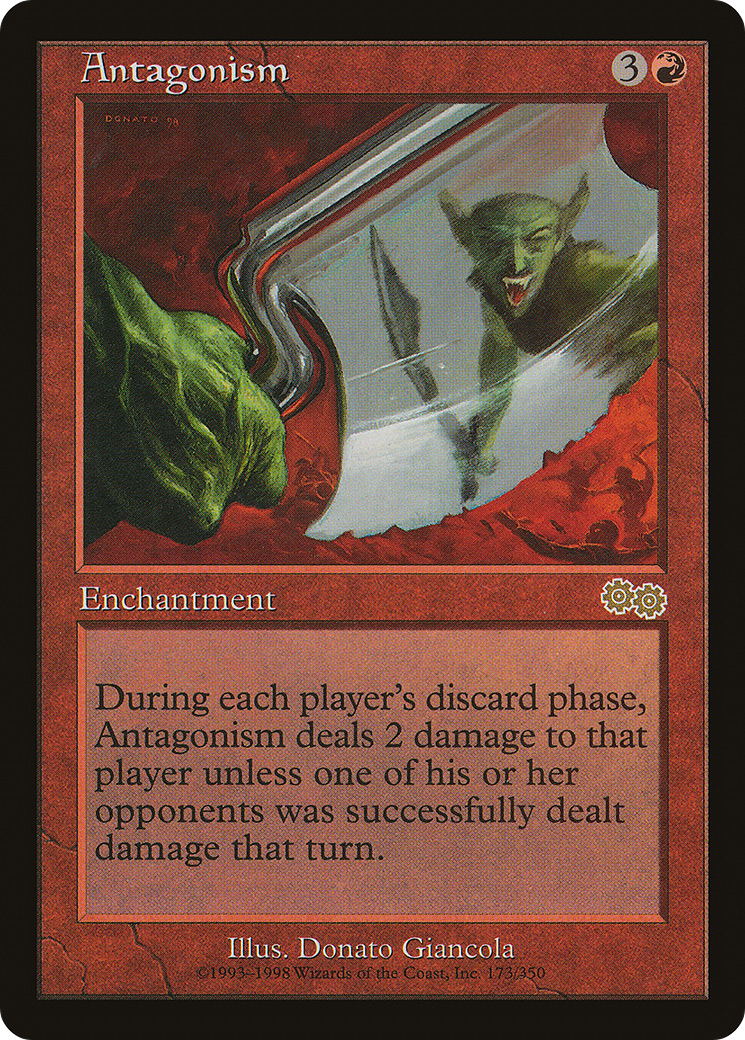 Antagonism
3
DONATO 98
Enchantment
During each player's discard phase,
Antagonism deals 2 damage to that
player unless one of his or her
opponents was successfully dealt
damage that turn.
Illus. Donato Giancola
©1993–1998 Wizards of the Coast, Inc. 173/350